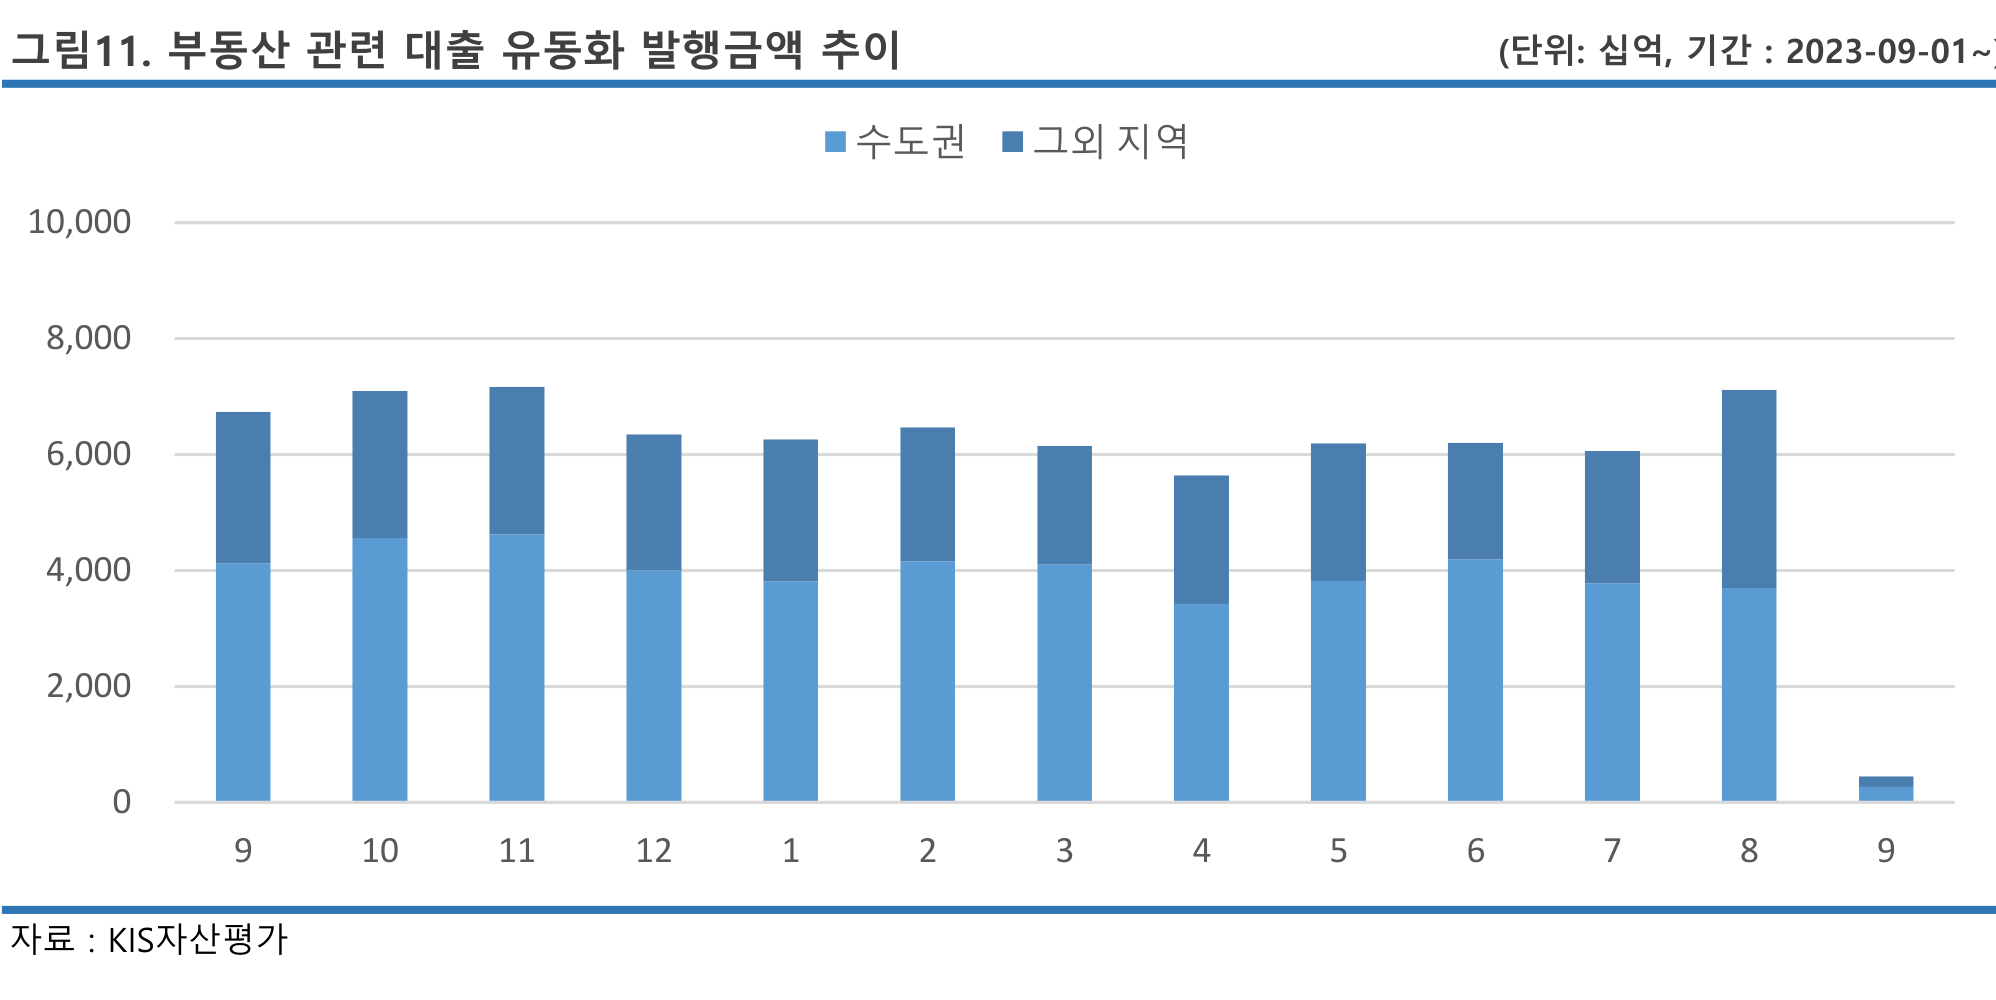 그림11. 부동산 관련 대출 유동화 발행금액 추이
(단위: 십억, 기간 : 2023-09-01~)
수도권 그외 지역
10,000
8,000
6,000
4,000
2,000
0
9 10 11 12 1 2 3 4 5 6 7 8 9
자료 : KIS자산평가